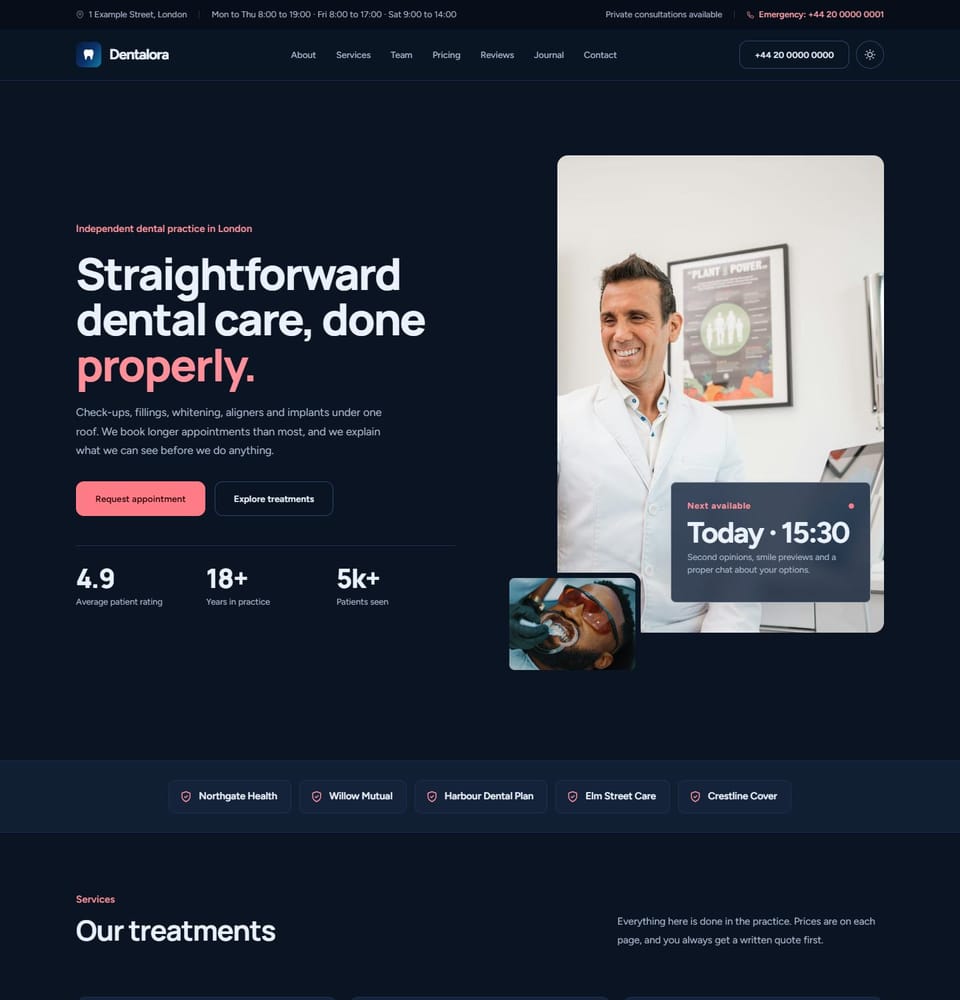 1 Example Street, London
Mon to Thu 8:00 to 19:00 · Fri 8:00 to 17:00 · Sat 9:00 to 14:00
Private consultations available
Emergency: +44 20 0000 0001
Dentalora
About
Services
Team
Pricing
Reviews
Journal
Contact
+44 20 0000 0000
Independent dental practice in London
Straightforward
dental care, done
properly.
Check-ups, fillings, whitening, aligners and implants under one
roof. We book longer appointments than most, and we explain
what we can see before we do anything.
Request appointment
Explore treatments
4.9
Average patient rating
18+
Years in practice
5k+
Patients seen
PLANT POWER
Next available
Today · 15:30
Second opinions, smile previews and a
proper chat about your options.
Northgate Health
Willow Mutual
Harbour Dental Plan
Elm Street Care
Crestline Cover
Services
Our treatments
Everything here is done in the practice. Prices are on each
page, and you always get a written quote first.